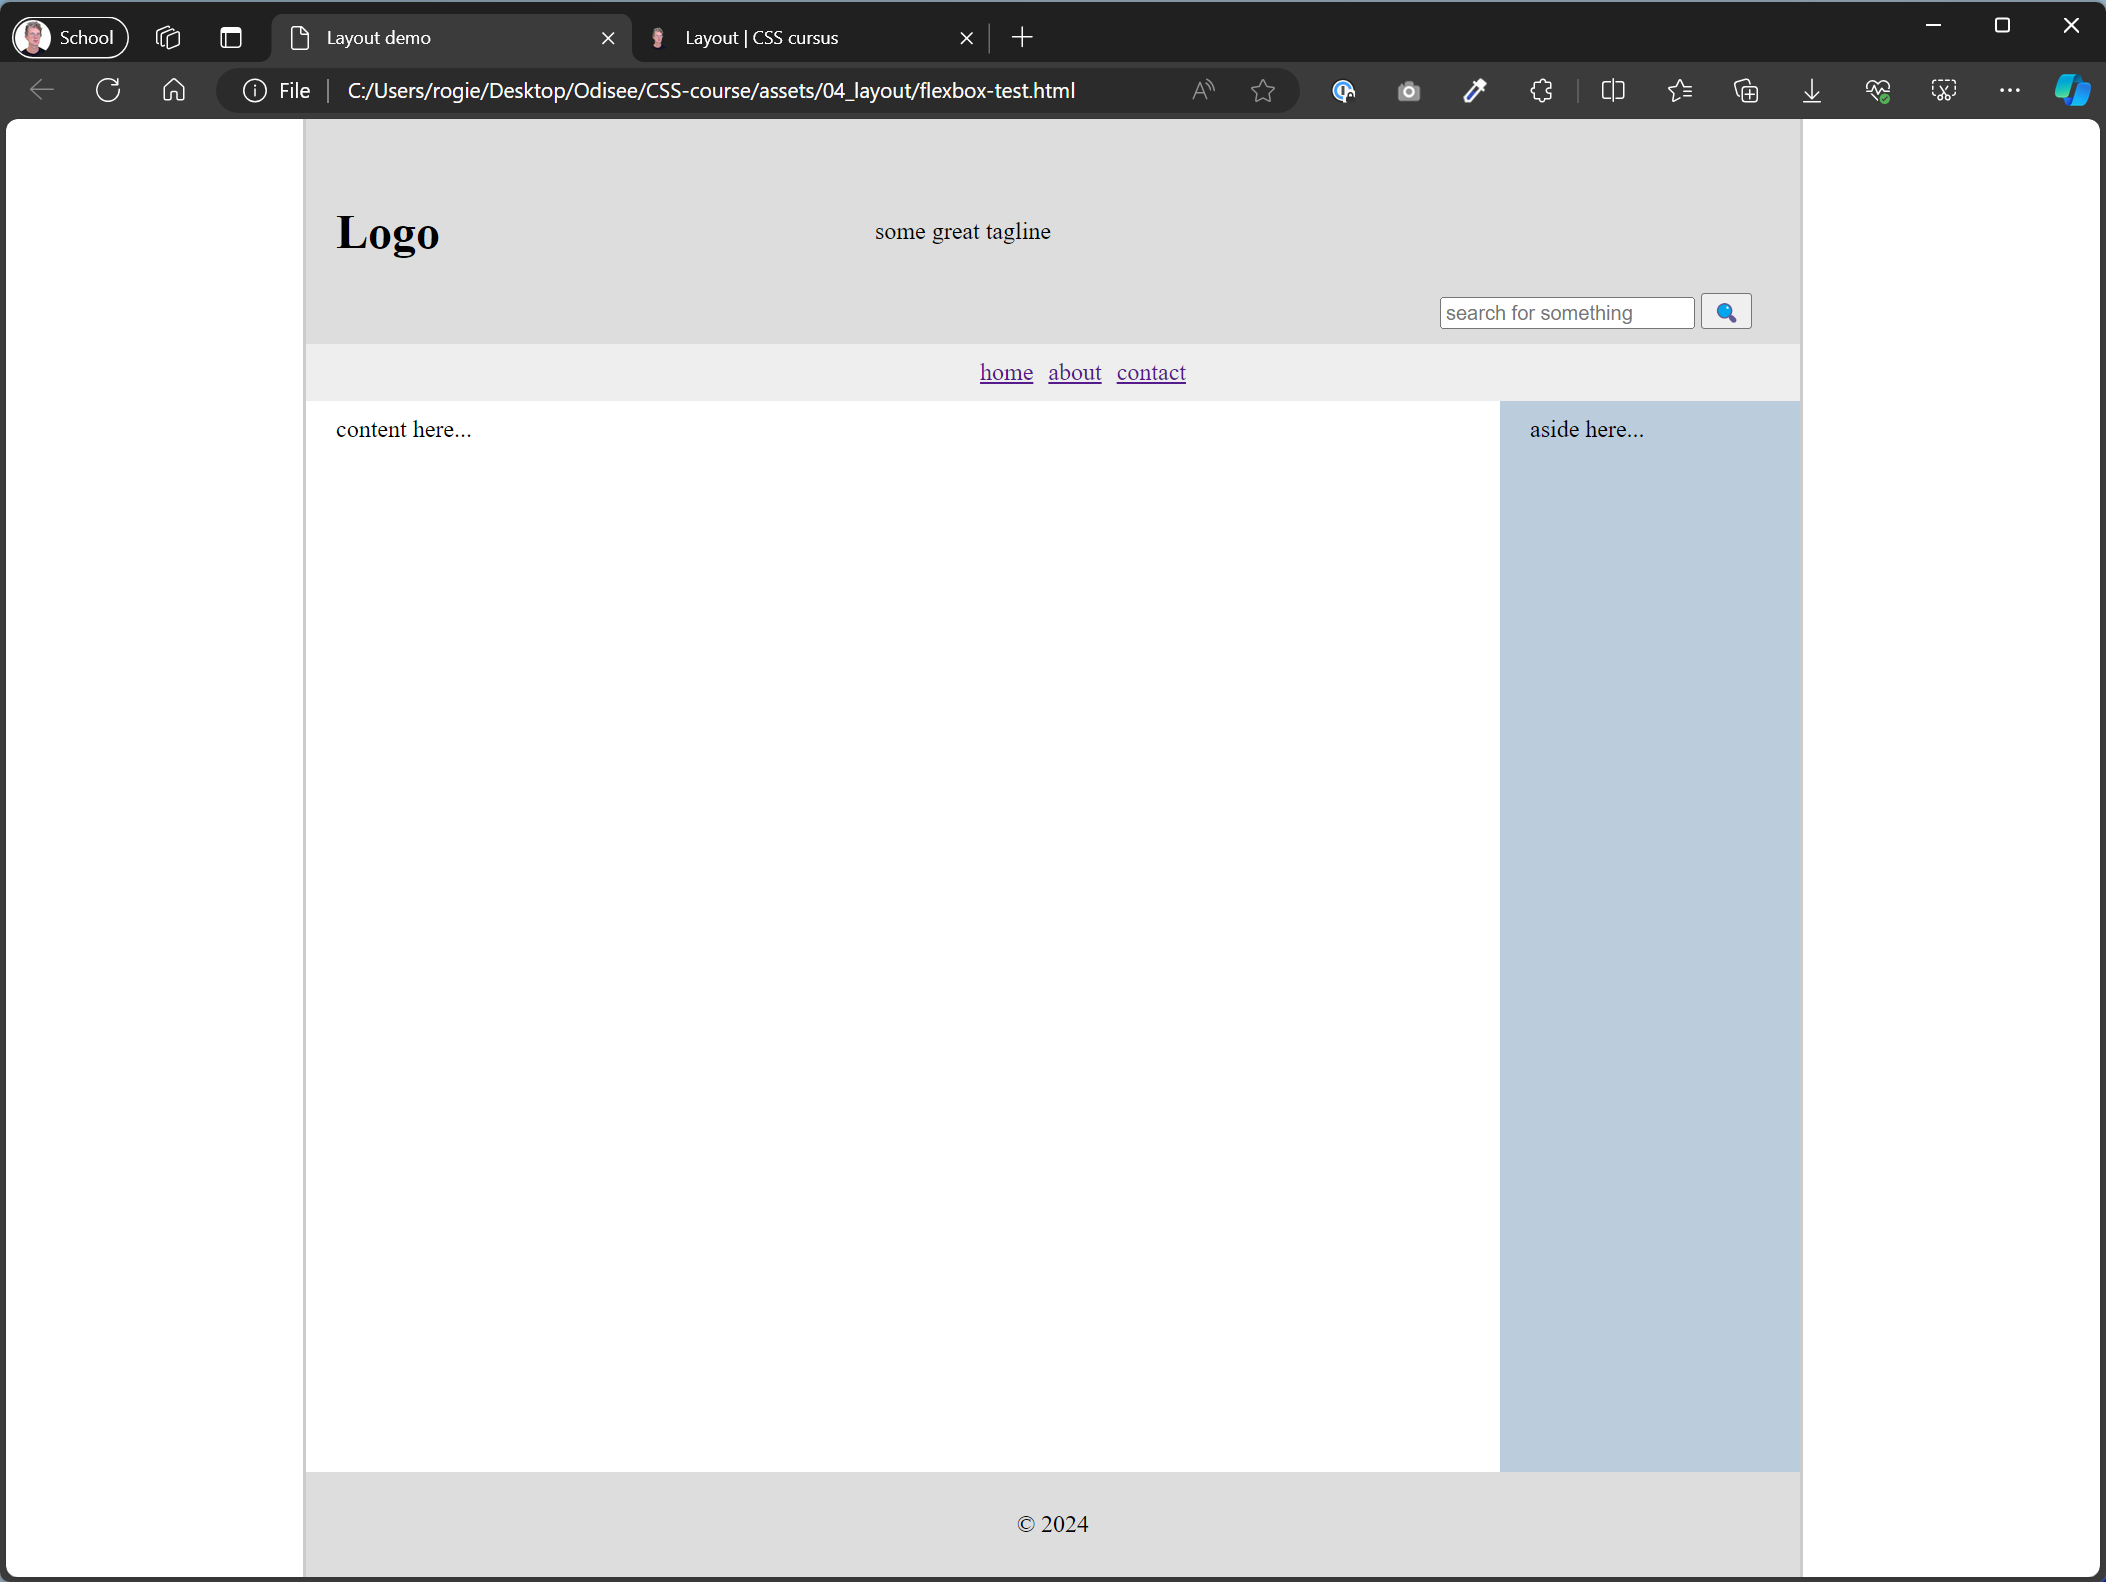 School
Layout demo
Layout | CSS cursus
File
C:/Users/rogie/Desktop/Odisee/CSS-course/assets/04_layout/flexbox-test.html
Logo
some great tagline
search for something
home about contact
content here...
aside here...
© 2024